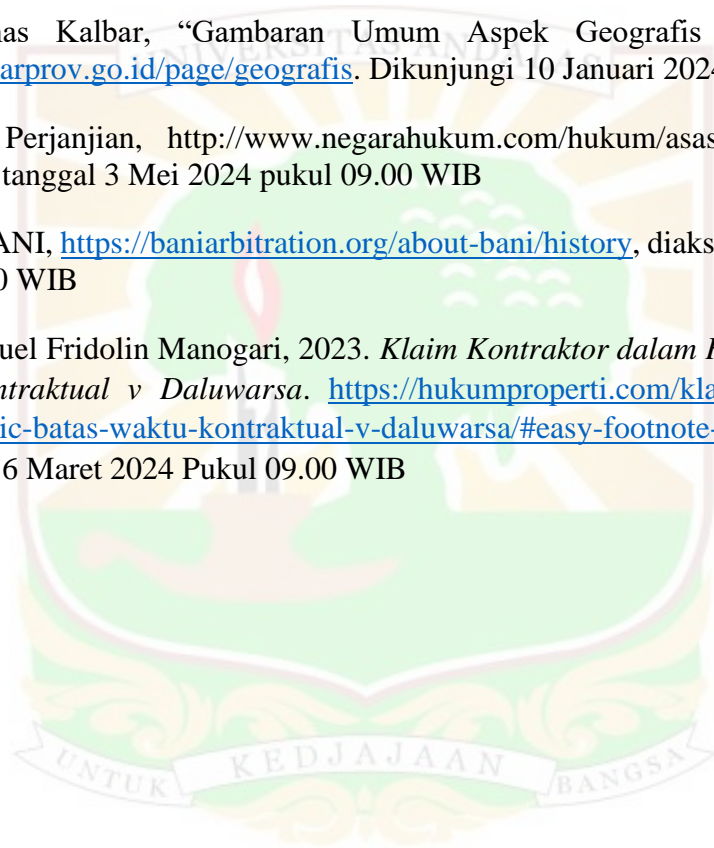 nas Kalbar, “Gambaran Umum Aspek Geografis
arprov.go.id/page/geografis. Dikunjungi 10 Januari 2024
Perjanjian, http://www.negarahukum.com/hukum/asas
tanggal 3 Mei 2024 pukul 09.00 WIB
ANI, https://baniarbitration.org/about-bani/history, diaks
0 WIB
uel Fridolin Manogari, 2023. Klaim Kontraktor dalam
ntraktual v Daluwarsa. https://hukumproperti.com/kla
ic-batas-waktu-kontraktual-v-daluwarsa/#easy-footnote-
6 Maret 2024 Pukul 09.00 WIB
UNIVERSITAS ANDALAS
UNTUK KEDJAJAAN BANGSA